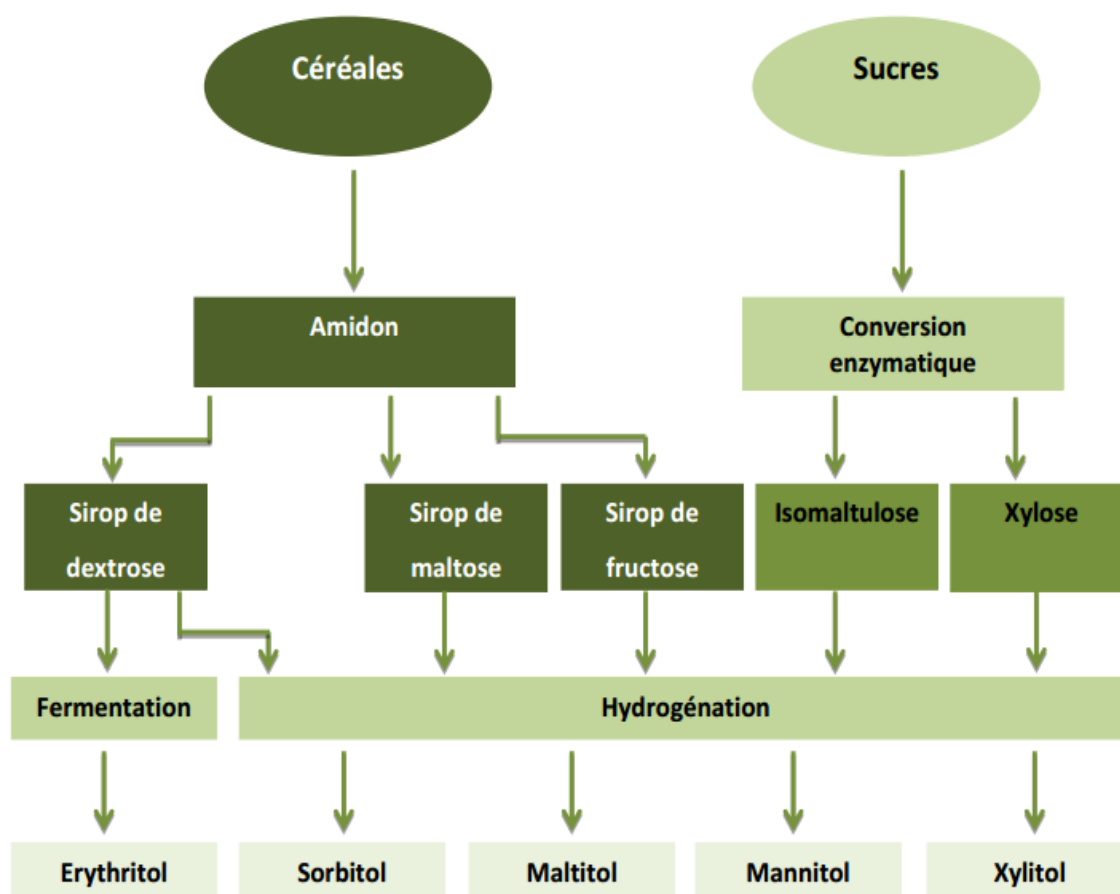 Céréales
Sucres
Amidon
Conversion
enzymatique
Sirop de
dextrose
Sirop de
maltose
Sirop de
fructose
Isomaltulose
Xylose
Fermentation
Hydrogénation
Erythritol
Sorbitol
Maltitol
Mannitol
Xylitol